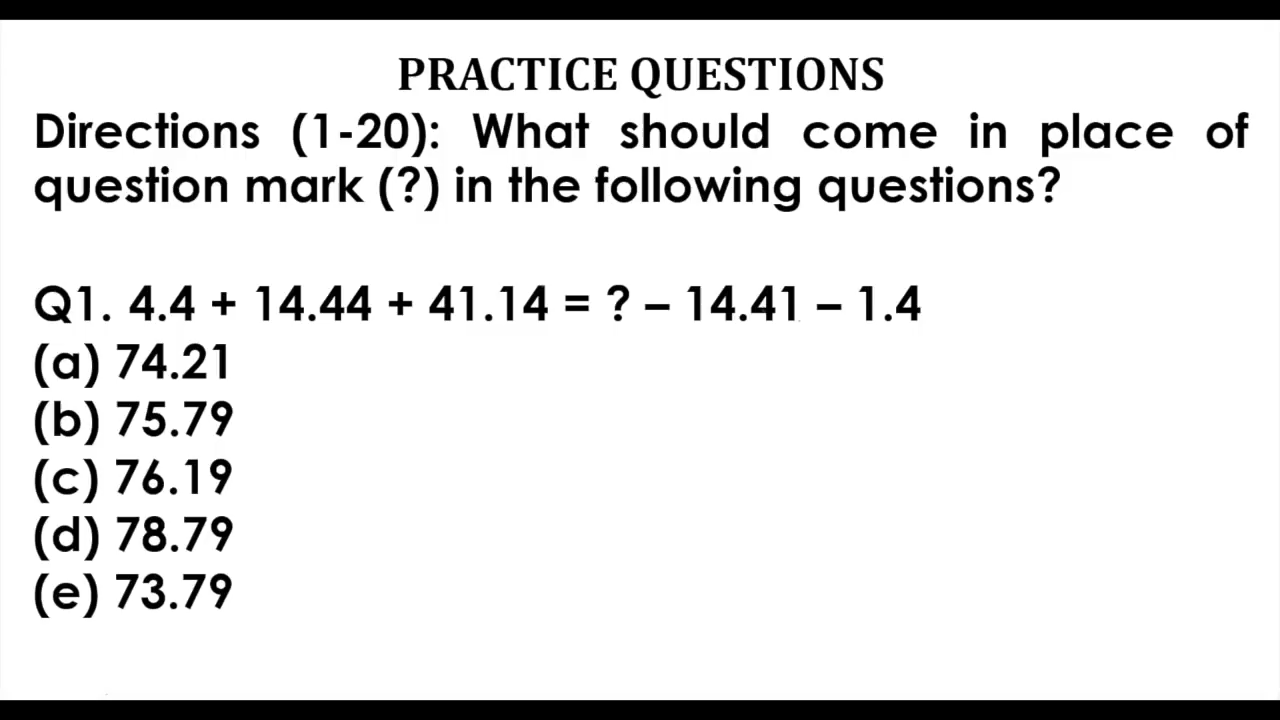 PRACTICE QUESTIONS
Directions (1-20): What should come in place of
question mark (?) in the following questions?
Q1. 4.4 + 14.44 + 41.14 = ? – 14.41 – 1.4
(a) 74.21
(b) 75.79
(c) 76.19
(d) 78.79
(e) 73.79